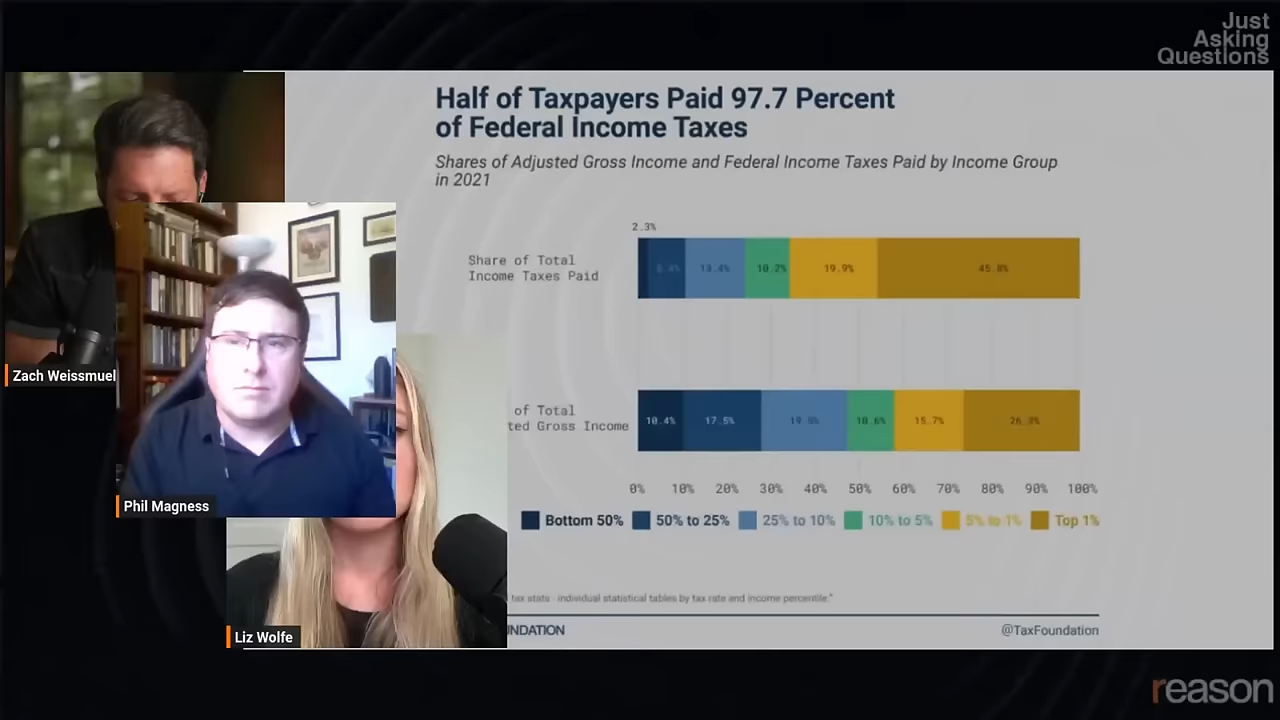 Just
Asking
Questions
Half of Taxpayers Paid 97.7 Percent
of Federal Income Taxes
Shares of Adjusted Gross Income and Federal Income Taxes Paid by Income Group
in 2021
2.3%
Share of Total
Income Taxes Paid
13.4% 10.2% 19.9% 45.8%
Zach Weissmuel
of Total
ted Gross Income
10.4% 17.5% 10.6% 15.7% 26.3%
0% 10% 20% 30% 40% 50% 60% 70% 80% 90% 100%
Phil Magness
Bottom 50% 50% to 25% 25% to 10% 10% to 5% 5% to 1% Top 1%
tax stats - individual statistical tables by tax rate and income percentile."
UNDATION
@TaxFoundation
Liz Wolfe
reason